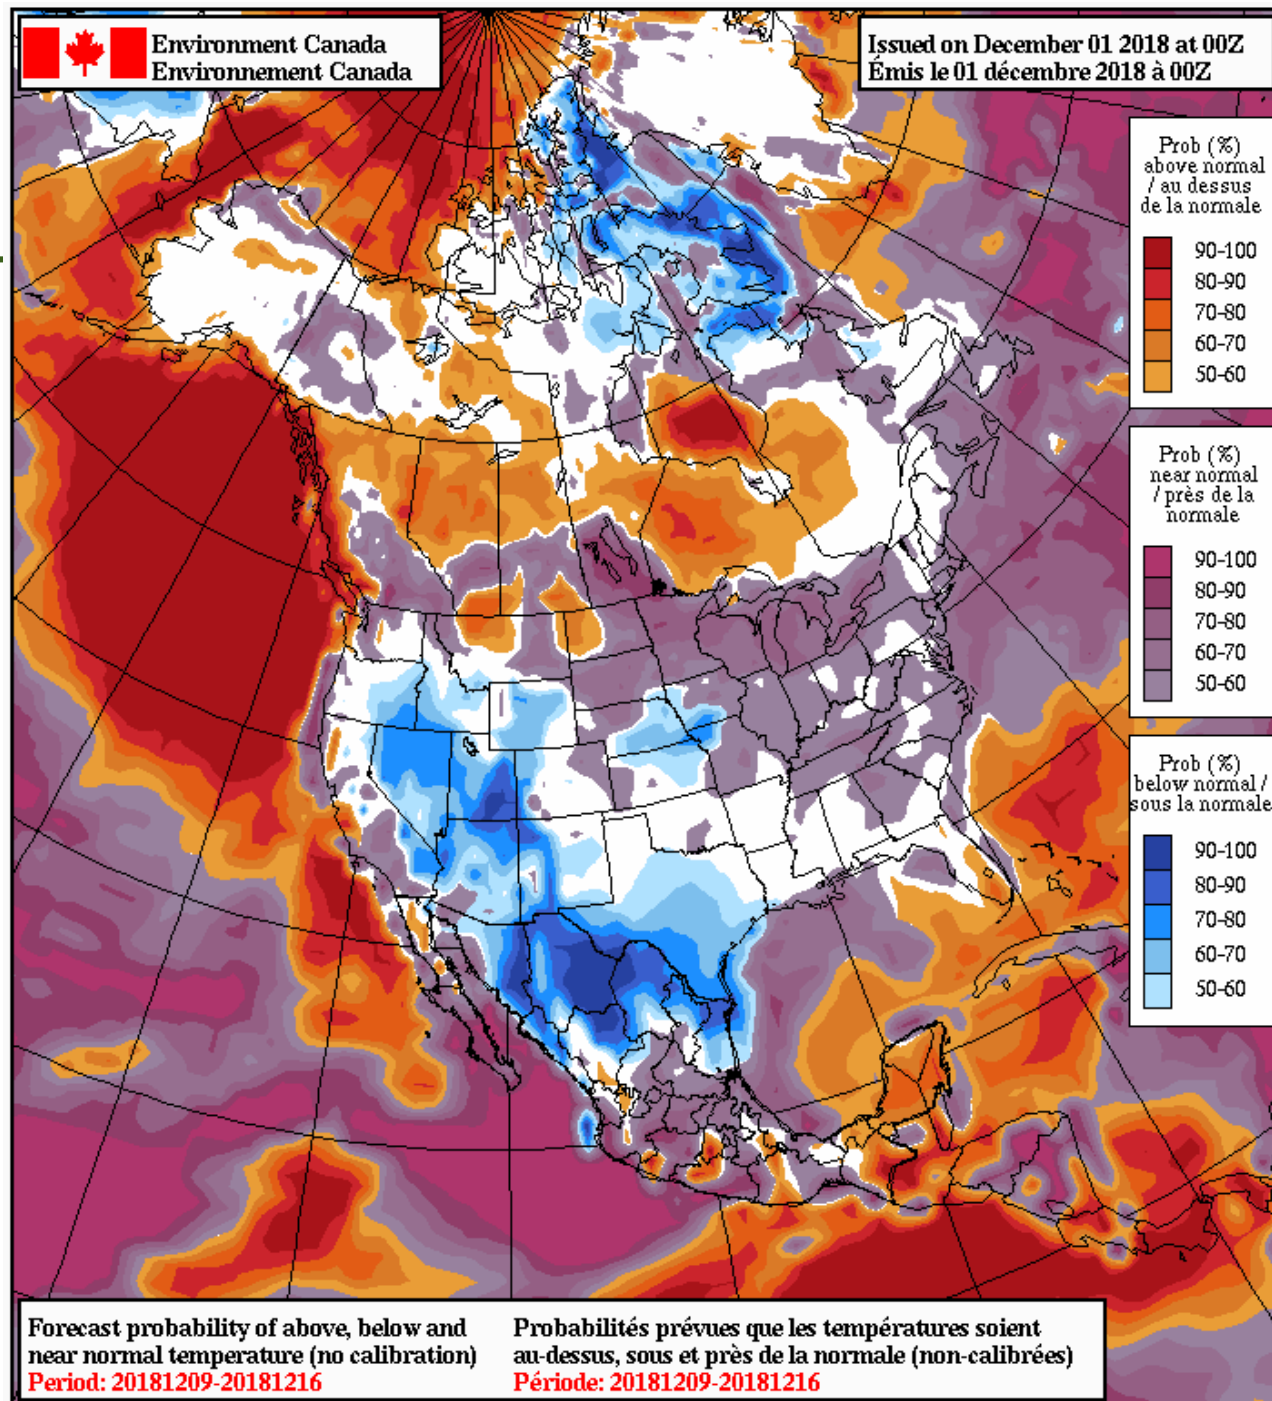 Environment Canada
Environnement Canada
Issued on December 01 2018 at 00Z
Émis le 01 décembre 2018 à 00Z
Prob (%)
above normal
/ au dessus
de la normale
90-100
80-90
70-80
60-70
50-60
Prob (%)
near normal
/ près de la
normale
90-100
80-90
70-80
60-70
50-60
Prob (%)
below normal /
sous la normale
90-100
80-90
70-80
60-70
50-60
Forecast probability of above, below and
near normal temperature (no calibration)
Period: 20181209-20181216
Probabilités prévues que les températures soient
au-dessus, sous et près de la normale (non-calibrées)
Période: 20181209-20181216